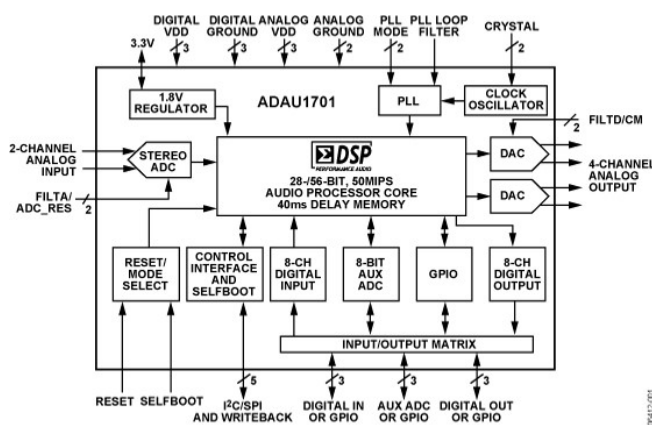 DIGITAL
VDD
DIGITAL
GROUND
ANALOG
VDD
ANALOG
GROUND
PLL
MODE
PLL LOOP
FILTER
CRYSTAL
3.3V
3
3
3
2
2
2
1.8V
REGULATOR
ADAU1701
PLL
CLOCK
OSCILLATOR
2
FILTD/CM
2-CHANNEL
ANALOG
INPUT
STEREO
ADC
ΣDSP
PERFORMANCE AUDIO
28-/56-BIT, 50MIPS
AUDIO PROCESSOR CORE
40ms DELAY MEMORY
DAC
DAC
4-CHANNEL
ANALOG
OUTPUT
FILTA/
ADC_RES
2
RESET/
MODE
SELECT
CONTROL
INTERFACE
AND
SELFBOOT
8-CH
DIGITAL
INPUT
8-BIT
AUX
ADC
GPIO
8-CH
DIGITAL
OUTPUT
INPUT/OUTPUT MATRIX
5
3
3
3
RESET
SELFBOOT
I²C/SPI
AND WRITEBACK
DIGITAL IN
OR GPIO
AUX ADC
OR GPIO
DIGITAL OUT
OR GPIO
06412-001